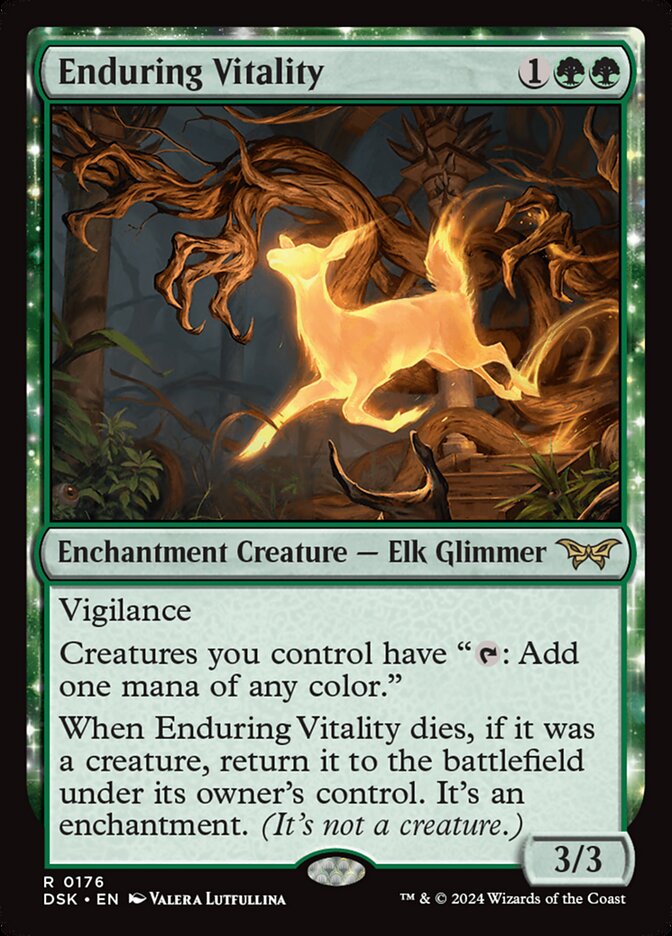 Enduring Vitality 1
Enchantment Creature — Elk Glimmer
Vigilance
Creatures you control have “: Add
one mana of any color.”
When Enduring Vitality dies, if it was
a creature, return it to the battlefield
under its owner’s control. It’s an
enchantment. (It’s not a creature.)
3/3
R 0176
DSK • EN Valera Lutfullina
™ & © 2024 Wizards of the Coast